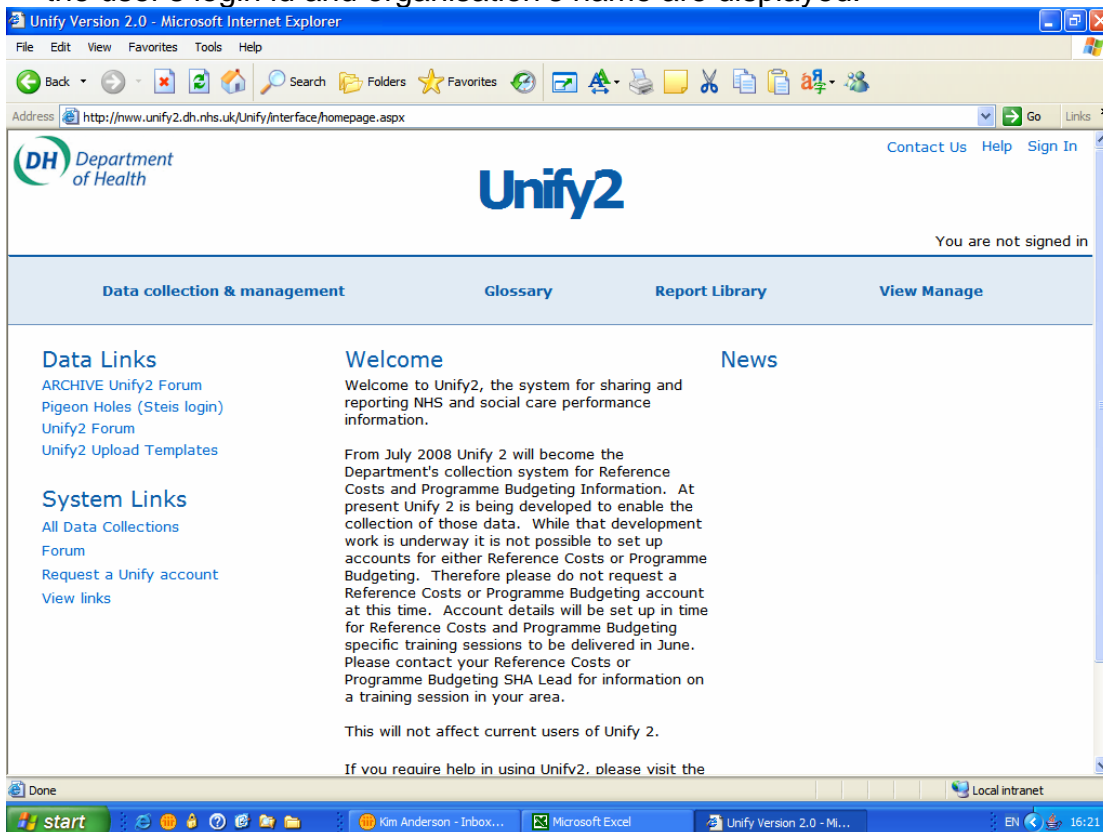 the user's login id and organisation's name are displayed.
Unify Version 2.0 - Microsoft Internet Explorer
File Edit View Favorites Tools Help
Back Search Folders Favorites
Address http://nww.unify2.dh.nhs.uk/Unify/interface/homepage.aspx Go Links
DH Department
of Health
Contact Us Help Sign In
Unify2
You are not signed in
Data collection & management Glossary Report Library View Manage
Data Links
ARCHIVE Unify2 Forum
Pigeon Holes (Steis login)
Unify2 Forum
Unify2 Upload Templates
System Links
All Data Collections
Forum
Request a Unify account
View links
Welcome
Welcome to Unify2, the system for sharing and
reporting NHS and social care performance
information.
From July 2008 Unify 2 will become the
Department's collection system for Reference
Costs and Programme Budgeting Information. At
present Unify 2 is being developed to enable the
collection of those data. While that development
work is underway it is not possible to set up
accounts for either Reference Costs or Programme
Budgeting. Therefore please do not request a
Reference Costs or Programme Budgeting account
at this time. Account details will be set up in time
for Reference Costs and Programme Budgeting
specific training sessions to be delivered in June.
Please contact your Reference Costs or
Programme Budgeting SHA Lead for information on
a training session in your area.
This will not affect current users of Unify 2.
If you require help in using Unify2, please visit the
News
Done Local intranet
start Kim Anderson - Inbox... Microsoft Excel Unify Version 2.0 - Mi... EN 16:21